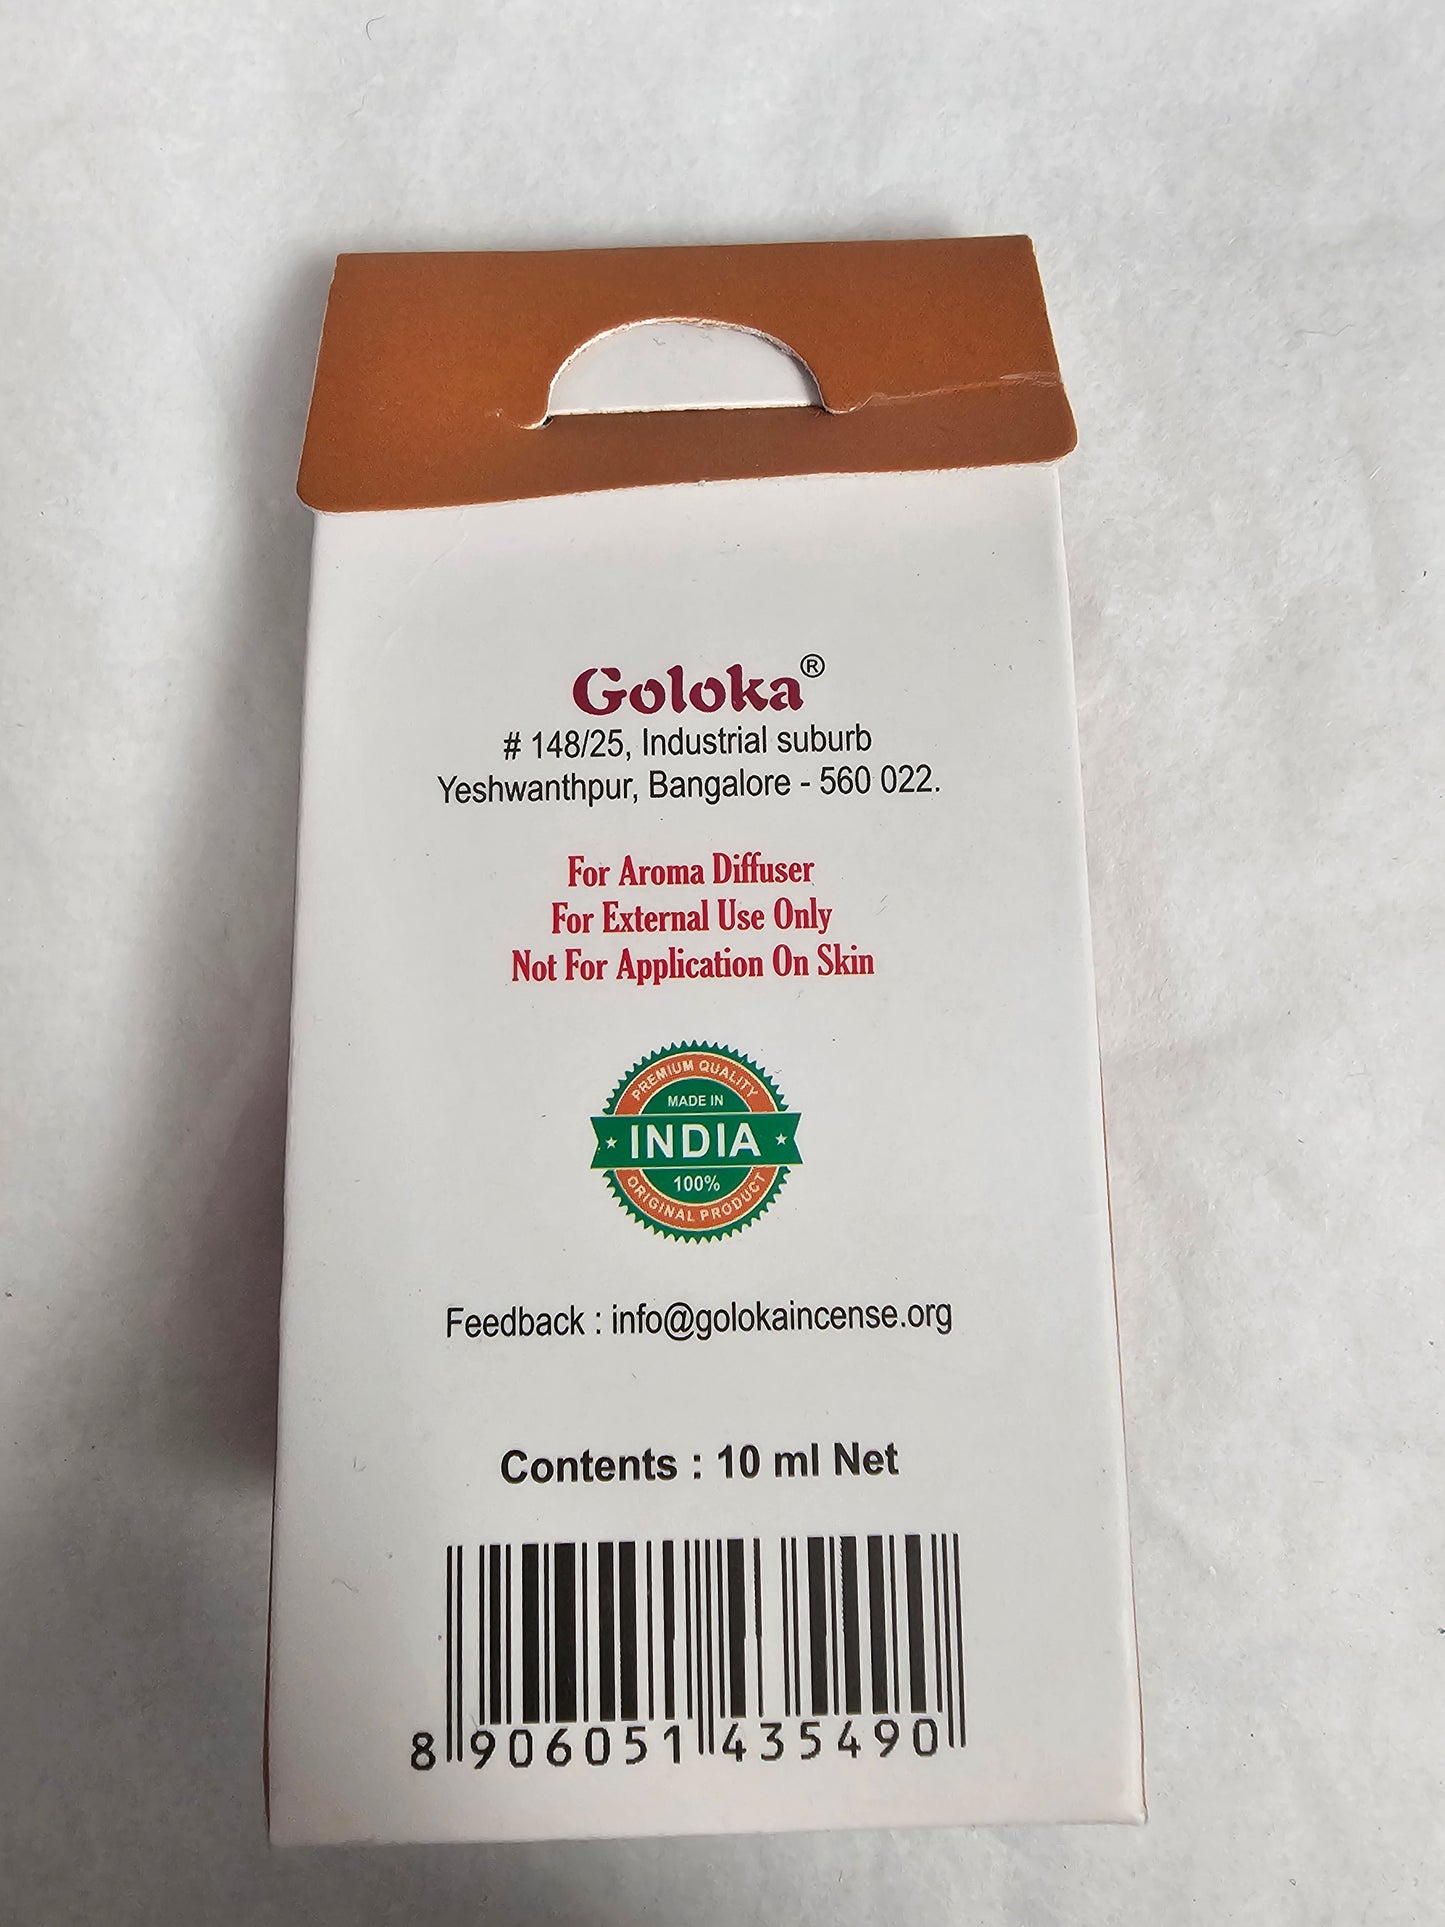 Goloka®
# 148/25, Industrial suburb
Yeshwanthpur, Bangalore - 560 022.
For Aroma Diffuser
For External Use Only
Not For Application On Skin
PREMIUM QUALITY
MADE IN
INDIA
100%
ORIGINAL PRODUCT
Feedback : info@golokaincense.org
Contents : 10 ml Net
8 906051 435490